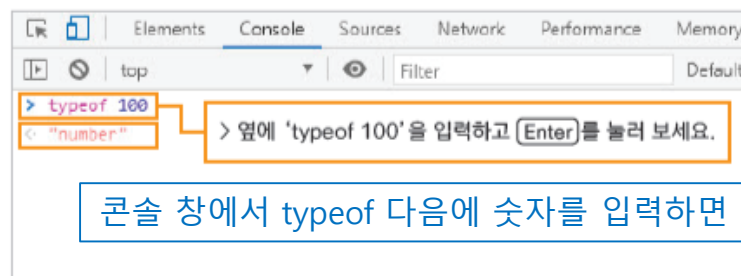 Elements Console Sources Network Performance Memory
top Filter Default
> typeof 100
"number"
> 옆에 ‘typeof 100’을 입력하고 Enter를 눌러 보세요.
콘솔 창에서 typeof 다음에 숫자를 입력하면